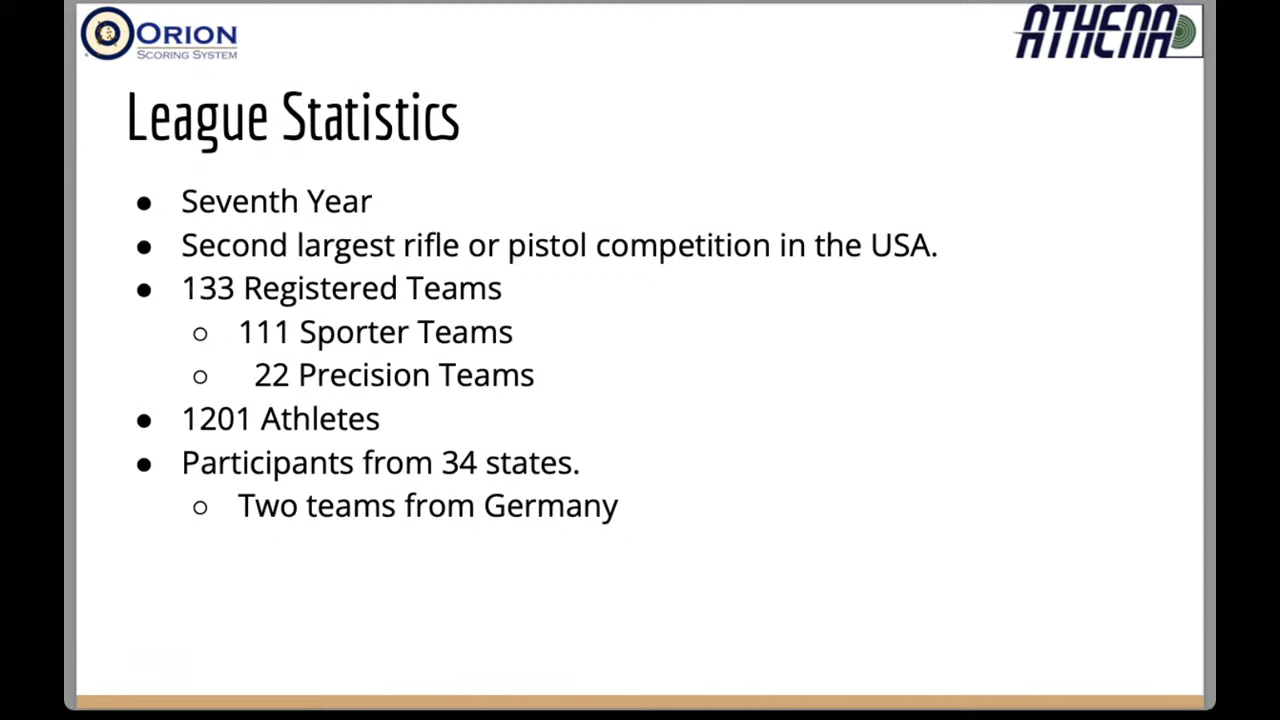 ORION
SCORING SYSTEM
ATHENA
League Statistics
● Seventh Year
● Second largest rifle or pistol competition in the USA.
● 133 Registered Teams
○ 111 Sporter Teams
○ 22 Precision Teams
● 1201 Athletes
● Participants from 34 states.
○ Two teams from Germany